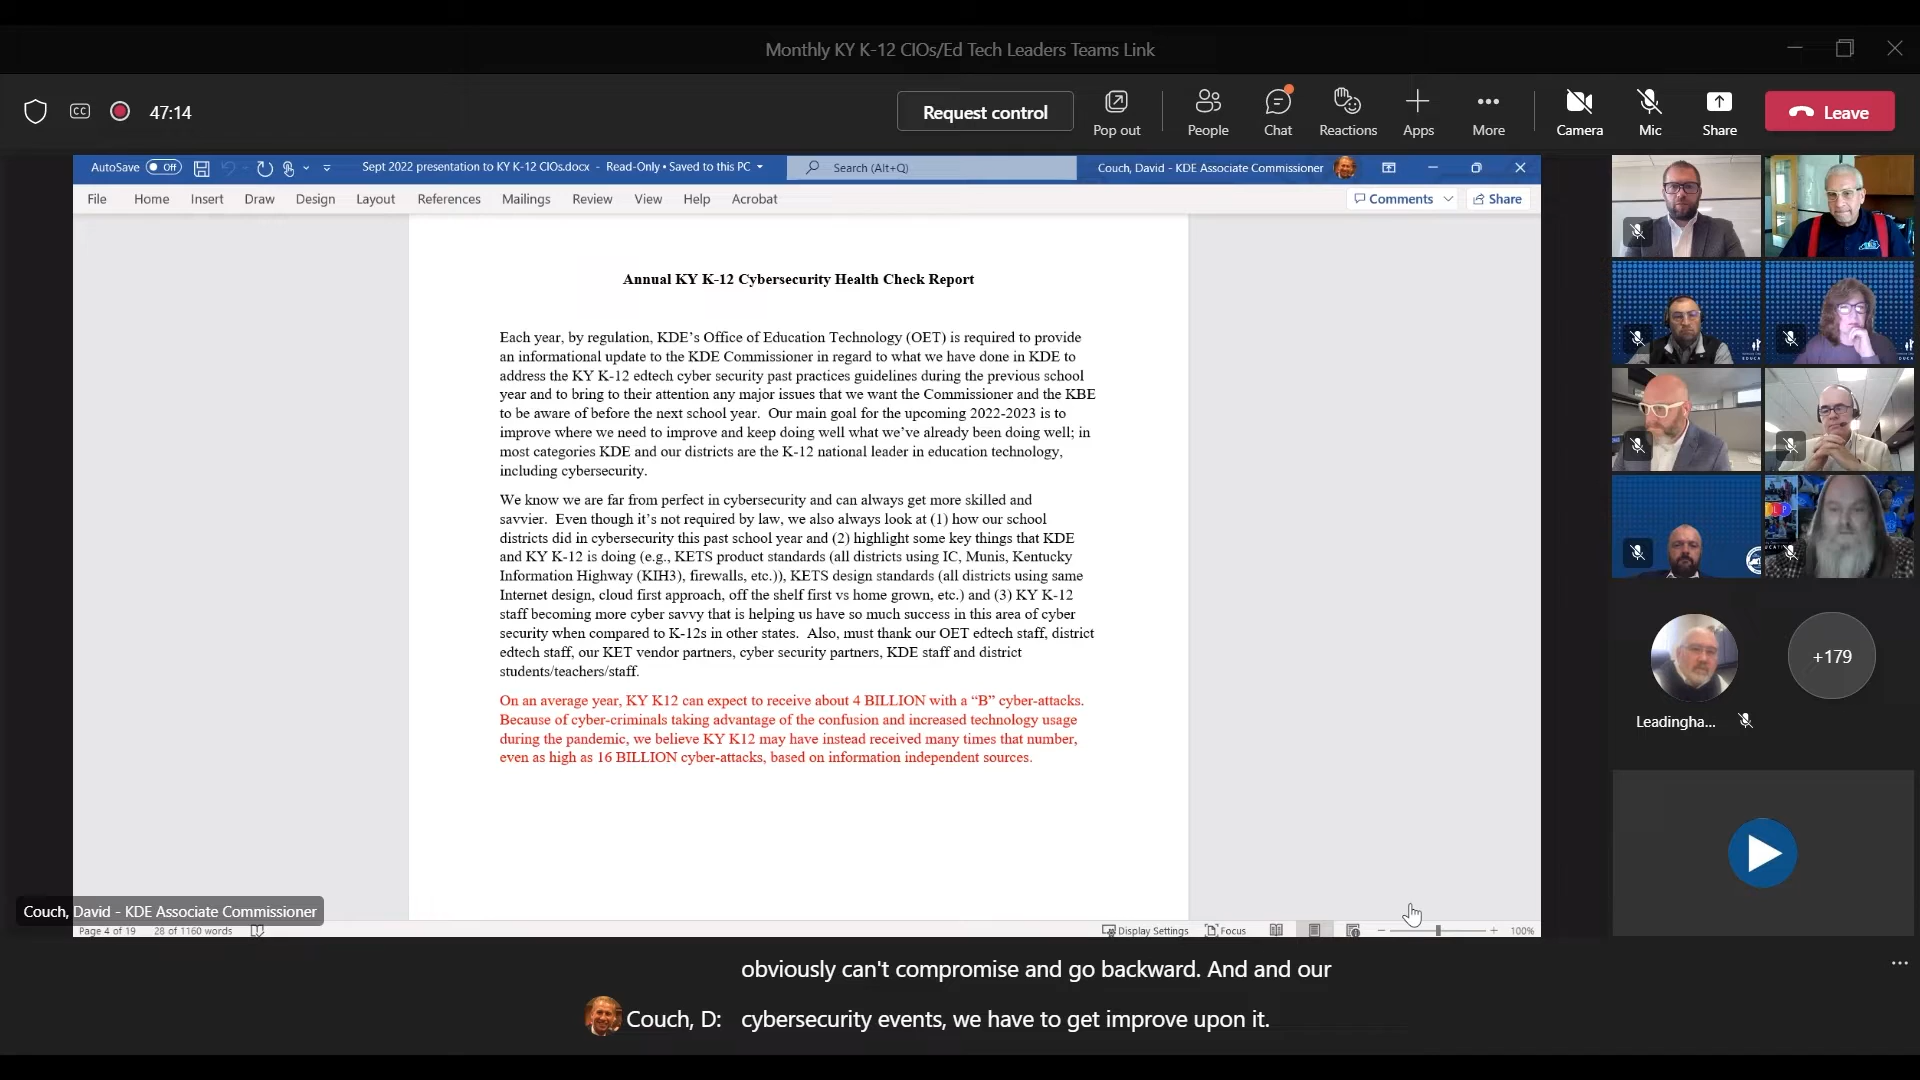 Monthly KY K-12 CIOs/Ed Tech Leaders Teams Link
CC
47:14
Request control
Pop out
People
Chat
Reactions
Apps
More
Camera
Mic
Share
Leave
AutoSave
Off
Sept 2022 presentation to KY K-12 CIOs.docx - Read-Only • Saved to this PC
Search (Alt+Q)
Couch, David - KDE Associate Commissioner
File Home Insert Draw Design Layout References Mailings Review View Help Acrobat
Comments
Share
Annual KY K-12 Cybersecurity Health Check Report
Each year, by regulation, KDE's Office of Education Technology (OET) is required to provide
an informational update to the KDE Commissioner in regard to what we have done in KDE to
address the KY K-12 edtech cyber security past practices guidelines during the previous school
year and to bring to their attention any major issues that we want the Commissioner and the KBE
to be aware of before the next school year. Our main goal for the upcoming 2022-2023 is to
improve where we need to improve and keep doing well what we've already been doing well; in
most categories KDE and our districts are the K-12 national leader in education technology,
including cybersecurity.
We know we are far from perfect in cybersecurity and can always get more skilled and
savvier. Even though it's not required by law, we also always look at (1) how our school
districts did in cybersecurity this past school year and (2) highlight some key things that KDE
and KY K-12 is doing (e.g., KETS product standards (all districts using IC, Munis, Kentucky
Information Highway (KIH3), firewalls, etc.)), KETS design standards (all districts using same
Internet design, cloud first approach, off the shelf first vs home grown, etc.) and (3) KY K-12
staff becoming more cyber savvy that is helping us have so much success in this area of cyber
security when compared to K-12s in other states. Also, must thank our OET edtech staff, district
edtech staff, our KET vendor partners, cyber security partners, KDE staff and district
students/teachers/staff.
On an average year, KY K12 can expect to receive about 4 BILLION with a “B” cyber-attacks.
Because of cyber-criminals taking advantage of the confusion and increased technology usage
during the pandemic, we believe KY K12 may have instead received many times that number,
even as high as 16 BILLION cyber-attacks, based on information independent sources.
+179
Leadingha...
Couch, David - KDE Associate Commissioner
Page 4 of 19
28 of 1160 words
Display Settings
Focus
100%
obviously can't compromise and go backward. And and our
Couch, D: cybersecurity events, we have to get improve upon it.